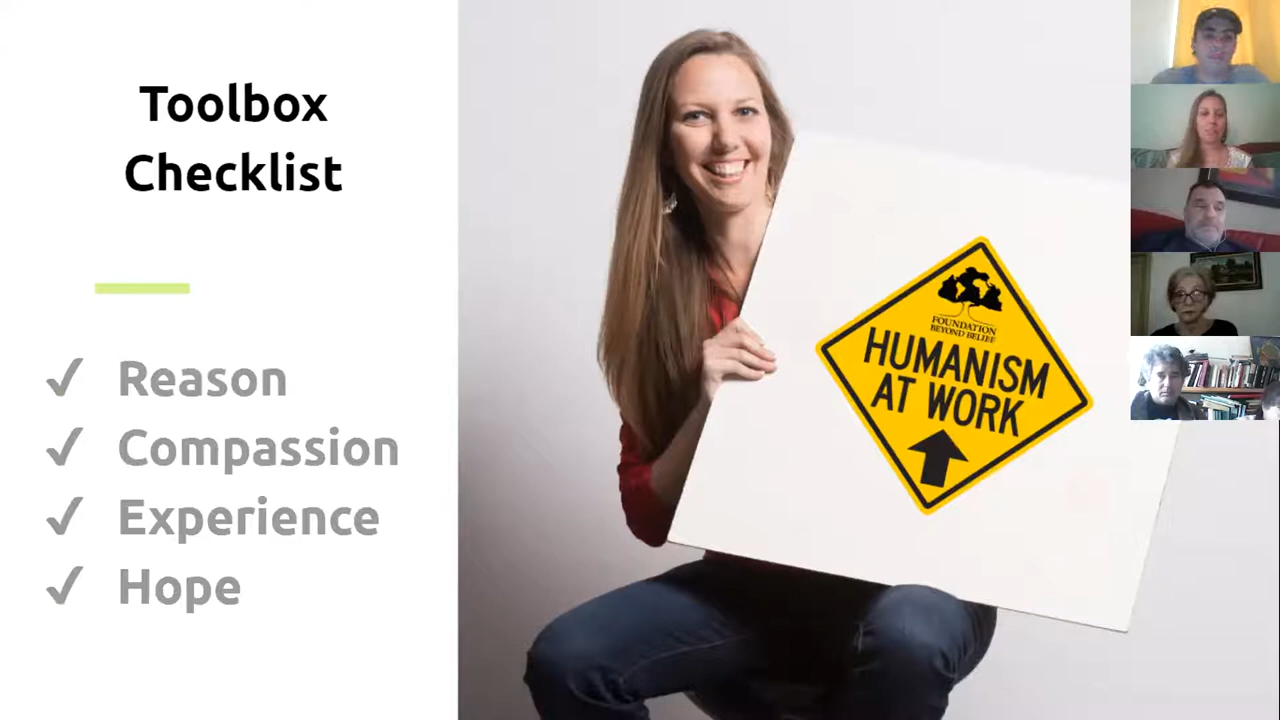 Toolbox
Checklist
✓ Reason
✓ Compassion
✓ Experience
✓ Hope
FOUNDATION
BEYOND BELIEF
HUMANISM
AT WORK